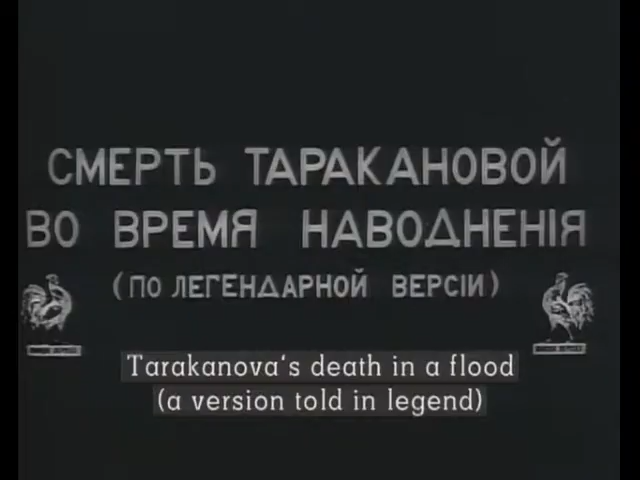 СМЕРТЬ ТАРАКАНОВОЙ
ВО ВРЕМЯ НАВОДНЕНІЯ
(ПО ЛЕГЕНДАРНОЙ ВЕРСІИ)
Tarakanova's death in a flood
(a version told in legend)